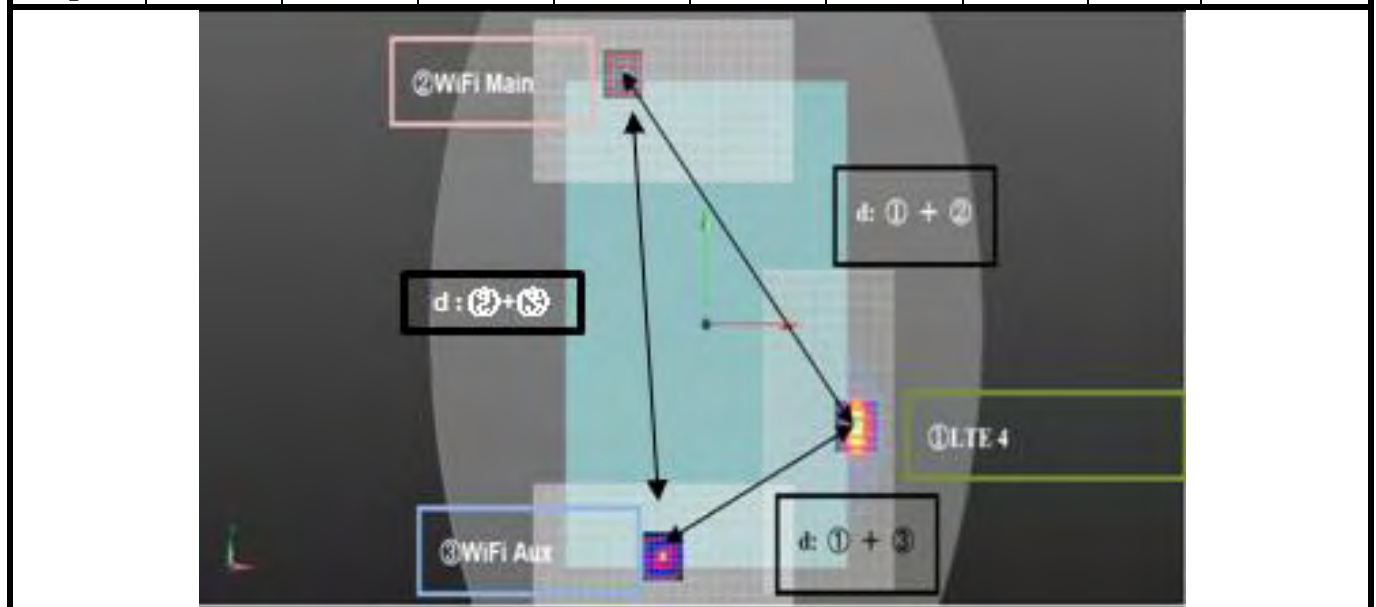 ②WiFi Main
d: ① + ②
d :②+③
①LTE 4
③WiFi Aux
d: ① + ③